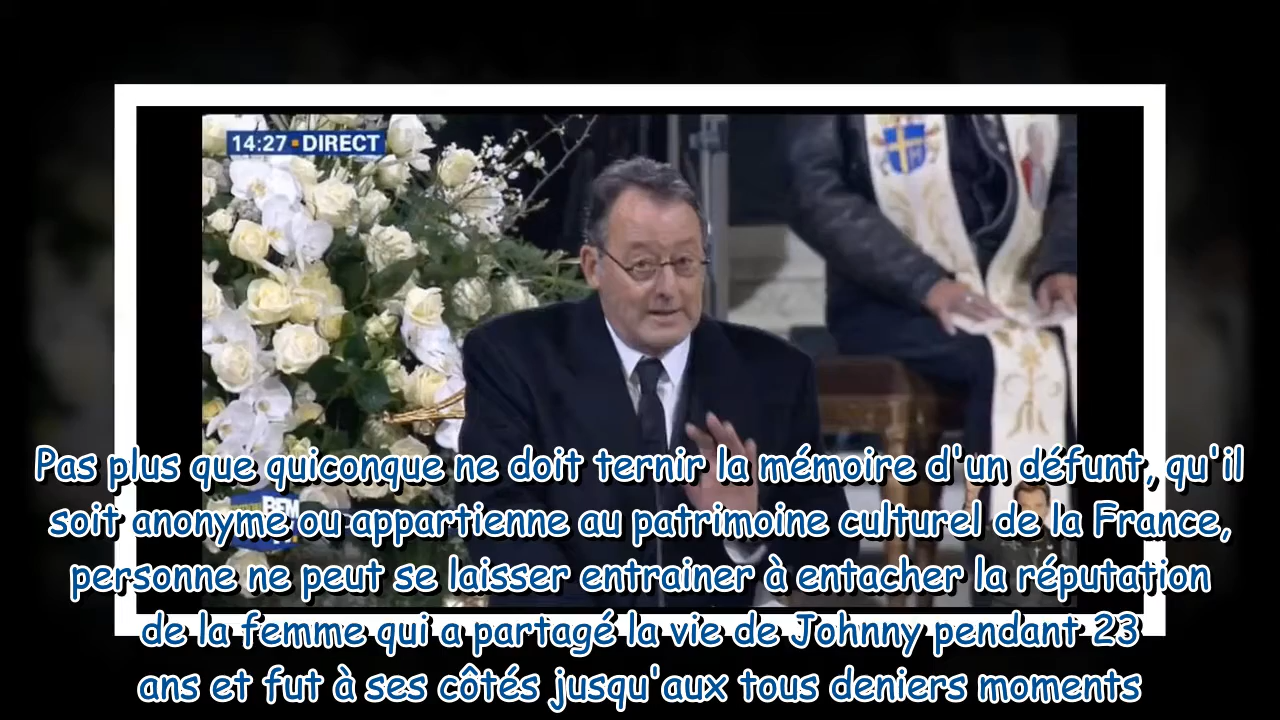 14:27 DIRECT
BFM
Pas plus que quiconque ne doit ternir la mémoire d'un défunt, qu'il
soit anonyme ou appartienne au patrimoine culturel de la France,
personne ne peut se laisser entrainer à entacher la réputation
de la femme qui a partagé la vie de Johnny pendant 23
ans et fut à ses côtés jusqu'aux tous deniers moments